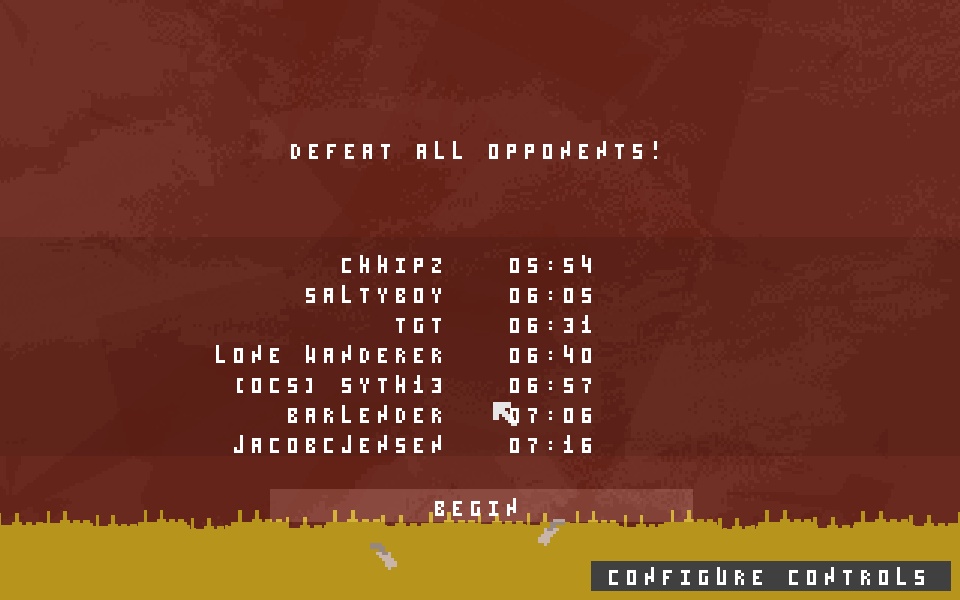 DEFEAT ALL OPPONENTS!
CHHIPZ 05:54
SALTYBOY 06:05
TGT 06:31
LONE WANDERER 06:40
[OCS] SYTH13 06:57
BARLENDER 07:06
JACOBCJENSEN 07:16
BEGIN
CONFIGURE CONTROLS